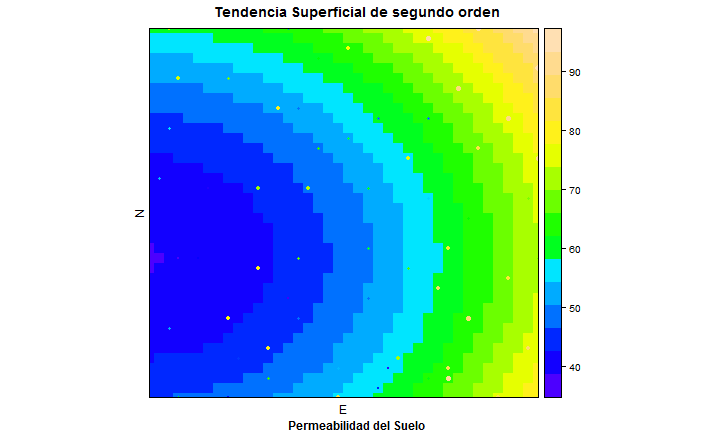 Tendencia Superficial de segundo orden
90
80
70
60
50
40
N
E
Permeabilidad del Suelo